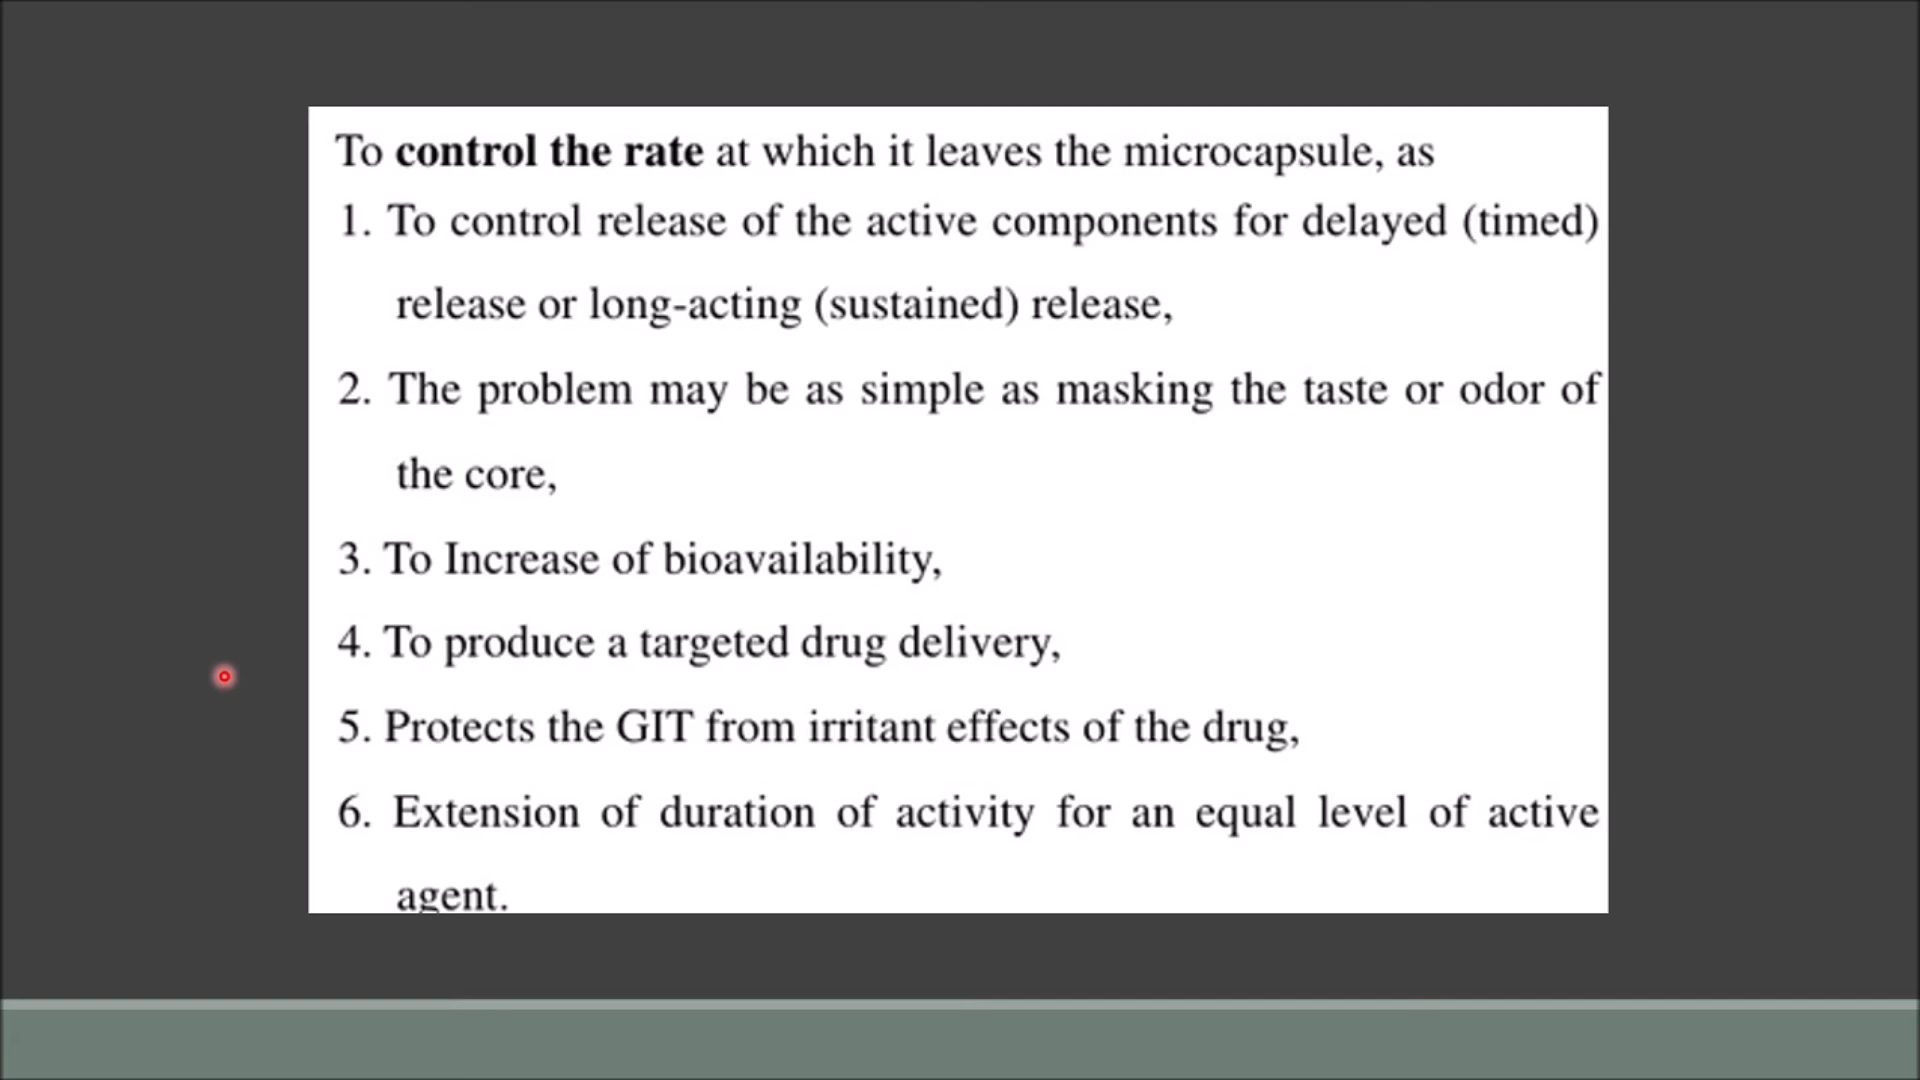 To control the rate at which it leaves the microcapsule, as
1. To control release of the active components for delayed (timed)
release or long-acting (sustained) release,
2. The problem may be as simple as masking the taste or odor of
the core,
3. To Increase of bioavailability,
4. To produce a targeted drug delivery,
5. Protects the GIT from irritant effects of the drug,
6. Extension of duration of activity for an equal level of active
agent.